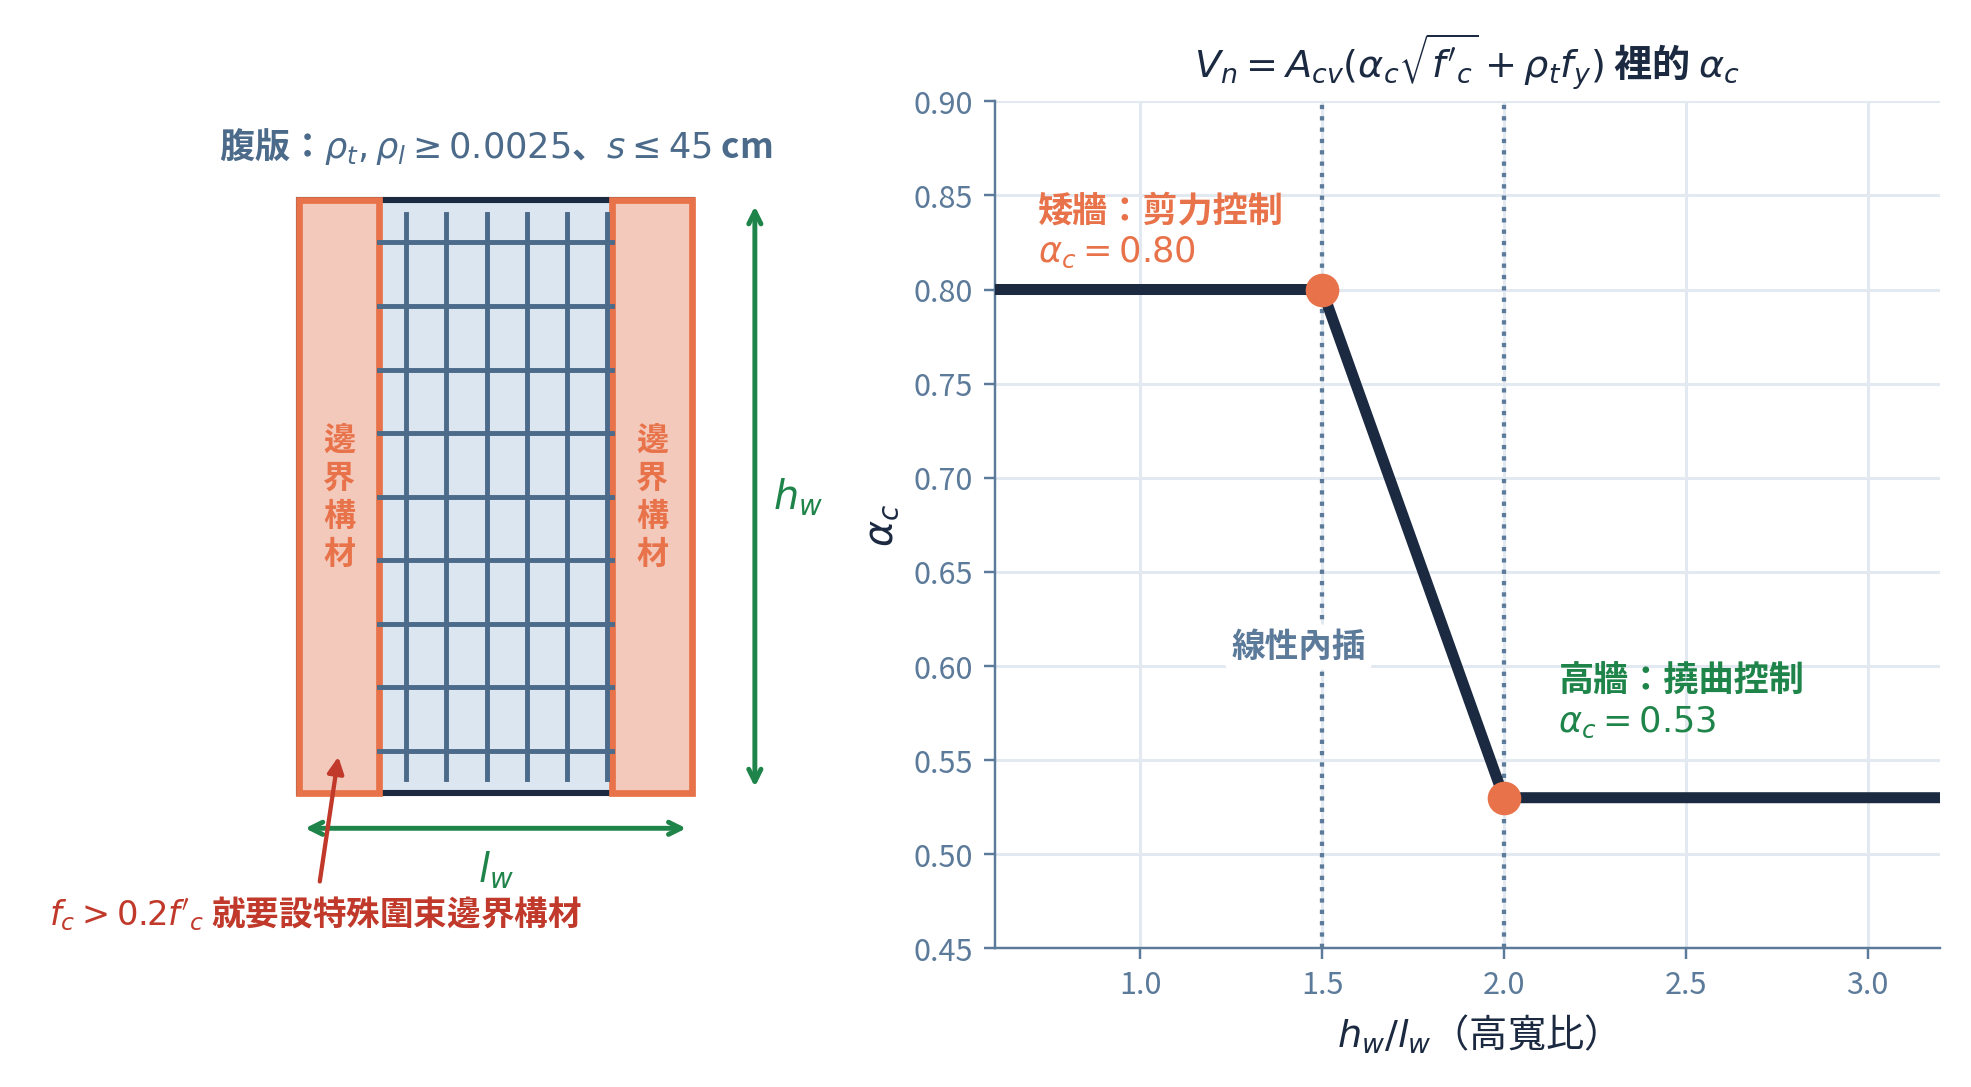 腹版：ρt, ρl ≥ 0.0025、s ≤ 45 cm
邊界構材
邊界構材
hw
lw
fc > 0.2f′c 就要設特殊圍束邊界構材
Vn = Acv(αc√f′c + ρtfy) 裡的 αc
αc
0.90
0.85
0.80
0.75
0.70
0.65
0.60
0.55
0.50
0.45
矮牆：剪力控制
αc = 0.80
線性內插
高牆：撓曲控制
αc = 0.53
1.0
1.5
2.0
2.5
3.0
hw/lw（高寬比）